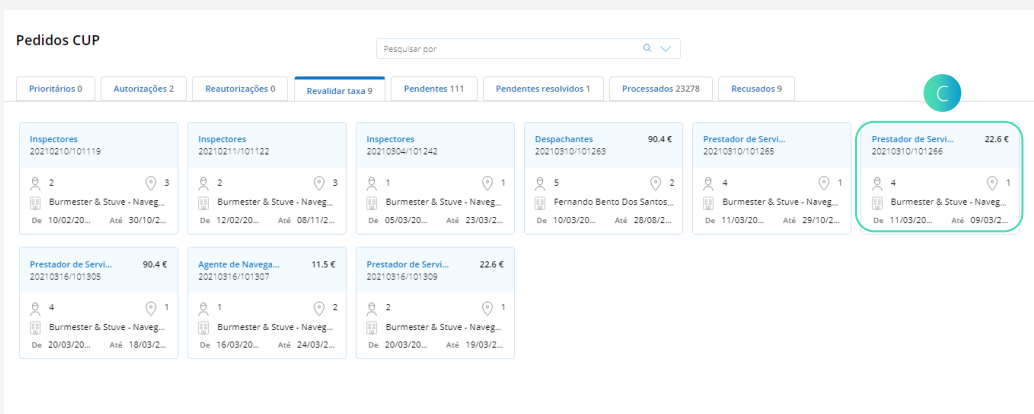 Pedidos CUP
Pesquisar por
Prioritários 0
Autorizações 2
Reautorizações 0
Revalidar taxa 9
Pendentes 111
Pendentes resolvidos 1
Processados 23278
Recusados 9
C
Inspectores
20210210/101119
2 3
Burmester & Stuve - Naveg...
De 10/02/20... Até 30/10/2...
Inspectores
20210211/101122
2 3
Burmester & Stuve - Naveg...
De 12/02/20... Até 08/11/2...
Inspectores
20210304/101242
1 1
Burmester & Stuve - Naveg...
De 05/03/20... Até 23/03/2...
Despachantes 90.4 €
20210310/101263
5 2
Fernando Bento Dos Santos...
De 10/03/20... Até 28/08/2...
Prestador de Servi...
20210310/101265
4 1
Burmester & Stuve - Naveg...
De 11/03/20... Até 29/10/2...
Prestador de Servi... 22.6 €
20210310/101266
4 1
Burmester & Stuve - Naveg...
De 11/03/20... Até 09/03/2...
Prestador de Servi... 90.4 €
20210316/101305
4 1
Burmester & Stuve - Naveg...
De 20/03/20... Até 18/03/2...
Agente de Navega... 11.5 €
20210316/101307
1 2
Burmester & Stuve - Naveg...
De 16/03/20... Até 24/03/2...
Prestador de Servi... 22.6 €
20210316/101309
2 1
Burmester & Stuve - Naveg...
De 20/03/20... Até 19/03/2...